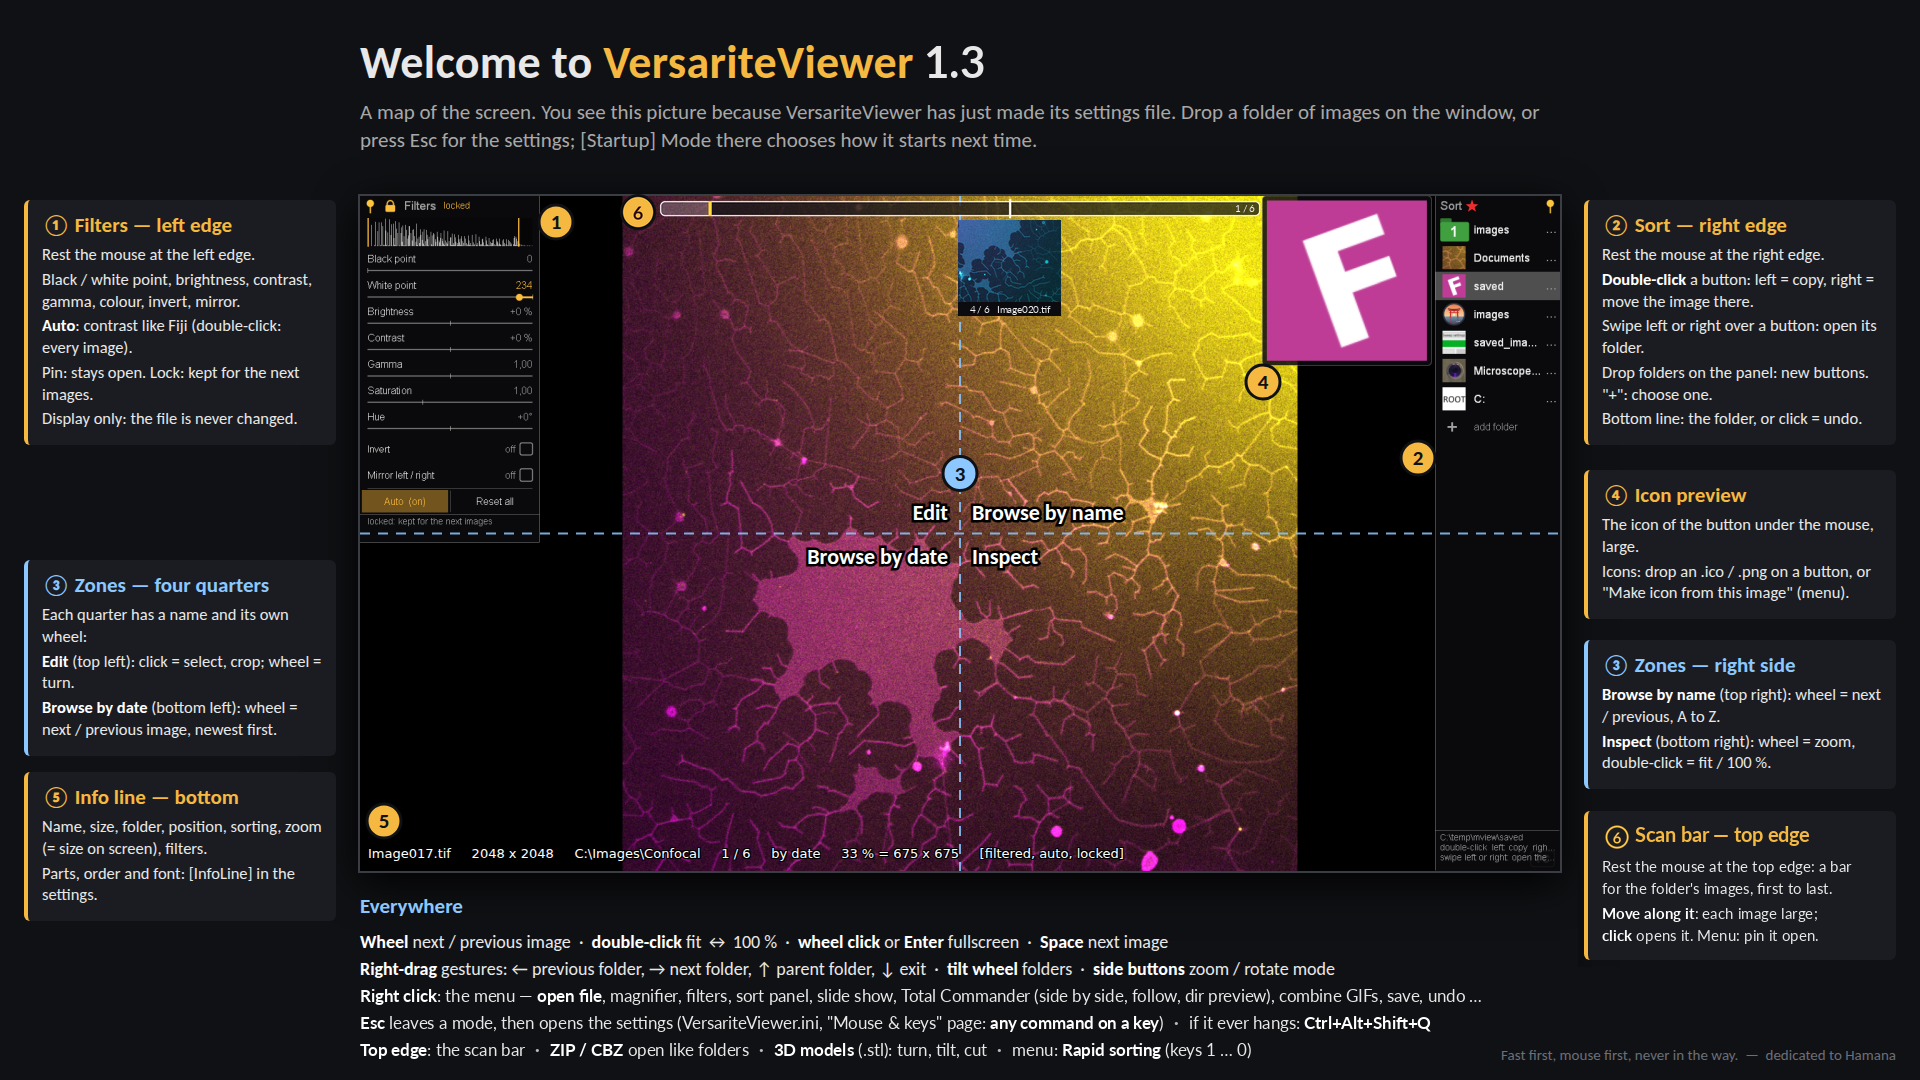 Welcome to VersariteViewer 1.3
A map of the screen. You see this picture because VersariteViewer has just made its settings file. Drop a folder of images on the window, or
press Esc for the settings; [Startup] Mode there chooses how it starts next time.
① Filters — left edge
Rest the mouse at the left edge.
Black / white point, brightness, contrast,
gamma, colour, invert, mirror.
Auto: contrast like Fiji (double-click:
every image).
Pin: stays open. Lock: kept for the next
images.
Display only: the file is never changed.
③ Zones — four quarters
Each quarter has a name and its own
wheel:
Edit (top left): click = select, crop; wheel =
turn.
Browse by date (bottom left): wheel =
next / previous image, newest first.
⑤ Info line — bottom
Name, size, folder, position, sorting, zoom
(= size on screen), filters.
Parts, order and font: [InfoLine] in the
settings.
Filters locked
Black point 0
White point 234
Brightness +0 %
Contrast +0 %
Gamma 1,00
Saturation 1,00
Hue +0°
Invert off
Mirror left / right off
Auto (on) Reset all
locked: kept for the next images
1
6
1 / 6
4 / 6 Image020.tif
F
4
3
Edit Browse by name
Browse by date Inspect
2
5
Image017.tif 2048 x 2048 C:\Images\Confocal 1 / 6 by date 33 % = 675 x 675 [filtered, auto, locked]
Sort
1 images ...
Documents ...
F saved ...
images ...
saved_ima... ...
Microscope... ...
ROOT C: ...
+ add folder
C:\temp\mview\saved
double-click left: copy righ...
swipe left or right: open the...
② Sort — right edge
Rest the mouse at the right edge.
Double-click a button: left = copy, right =
move the image there.
Swipe left or right over a button: open its
folder.
Drop folders on the panel: new buttons.
"+": choose one.
Bottom line: the folder, or click = undo.
④ Icon preview
The icon of the button under the mouse,
large.
Icons: drop an .ico / .png on a button, or
"Make icon from this image" (menu).
③ Zones — right side
Browse by name (top right): wheel = next
/ previous, A to Z.
Inspect (bottom right): wheel = zoom,
double-click = fit / 100 %.
⑥ Scan bar — top edge
Rest the mouse at the top edge: a bar
for the folder's images, first to last.
Move along it: each image large;
click opens it. Menu: pin it open.
Everywhere
Wheel next / previous image · double-click fit ↔ 100 % · wheel click or Enter fullscreen · Space next image
Right-drag gestures: ← previous folder, → next folder, ↑ parent folder, ↓ exit · tilt wheel folders · side buttons zoom / rotate mode
Right click: the menu — open file, magnifier, filters, sort panel, slide show, Total Commander (side by side, follow, dir preview), combine GIFs, save, undo ...
Esc leaves a mode, then opens the settings (VersariteViewer.ini, "Mouse & keys" page: any command on a key) · if it ever hangs: Ctrl+Alt+Shift+Q
Top edge: the scan bar · ZIP / CBZ open like folders · 3D models (.stl): turn, tilt, cut · menu: Rapid sorting (keys 1 ... 0)
Fast first, mouse first, never in the way. — dedicated to Hamana